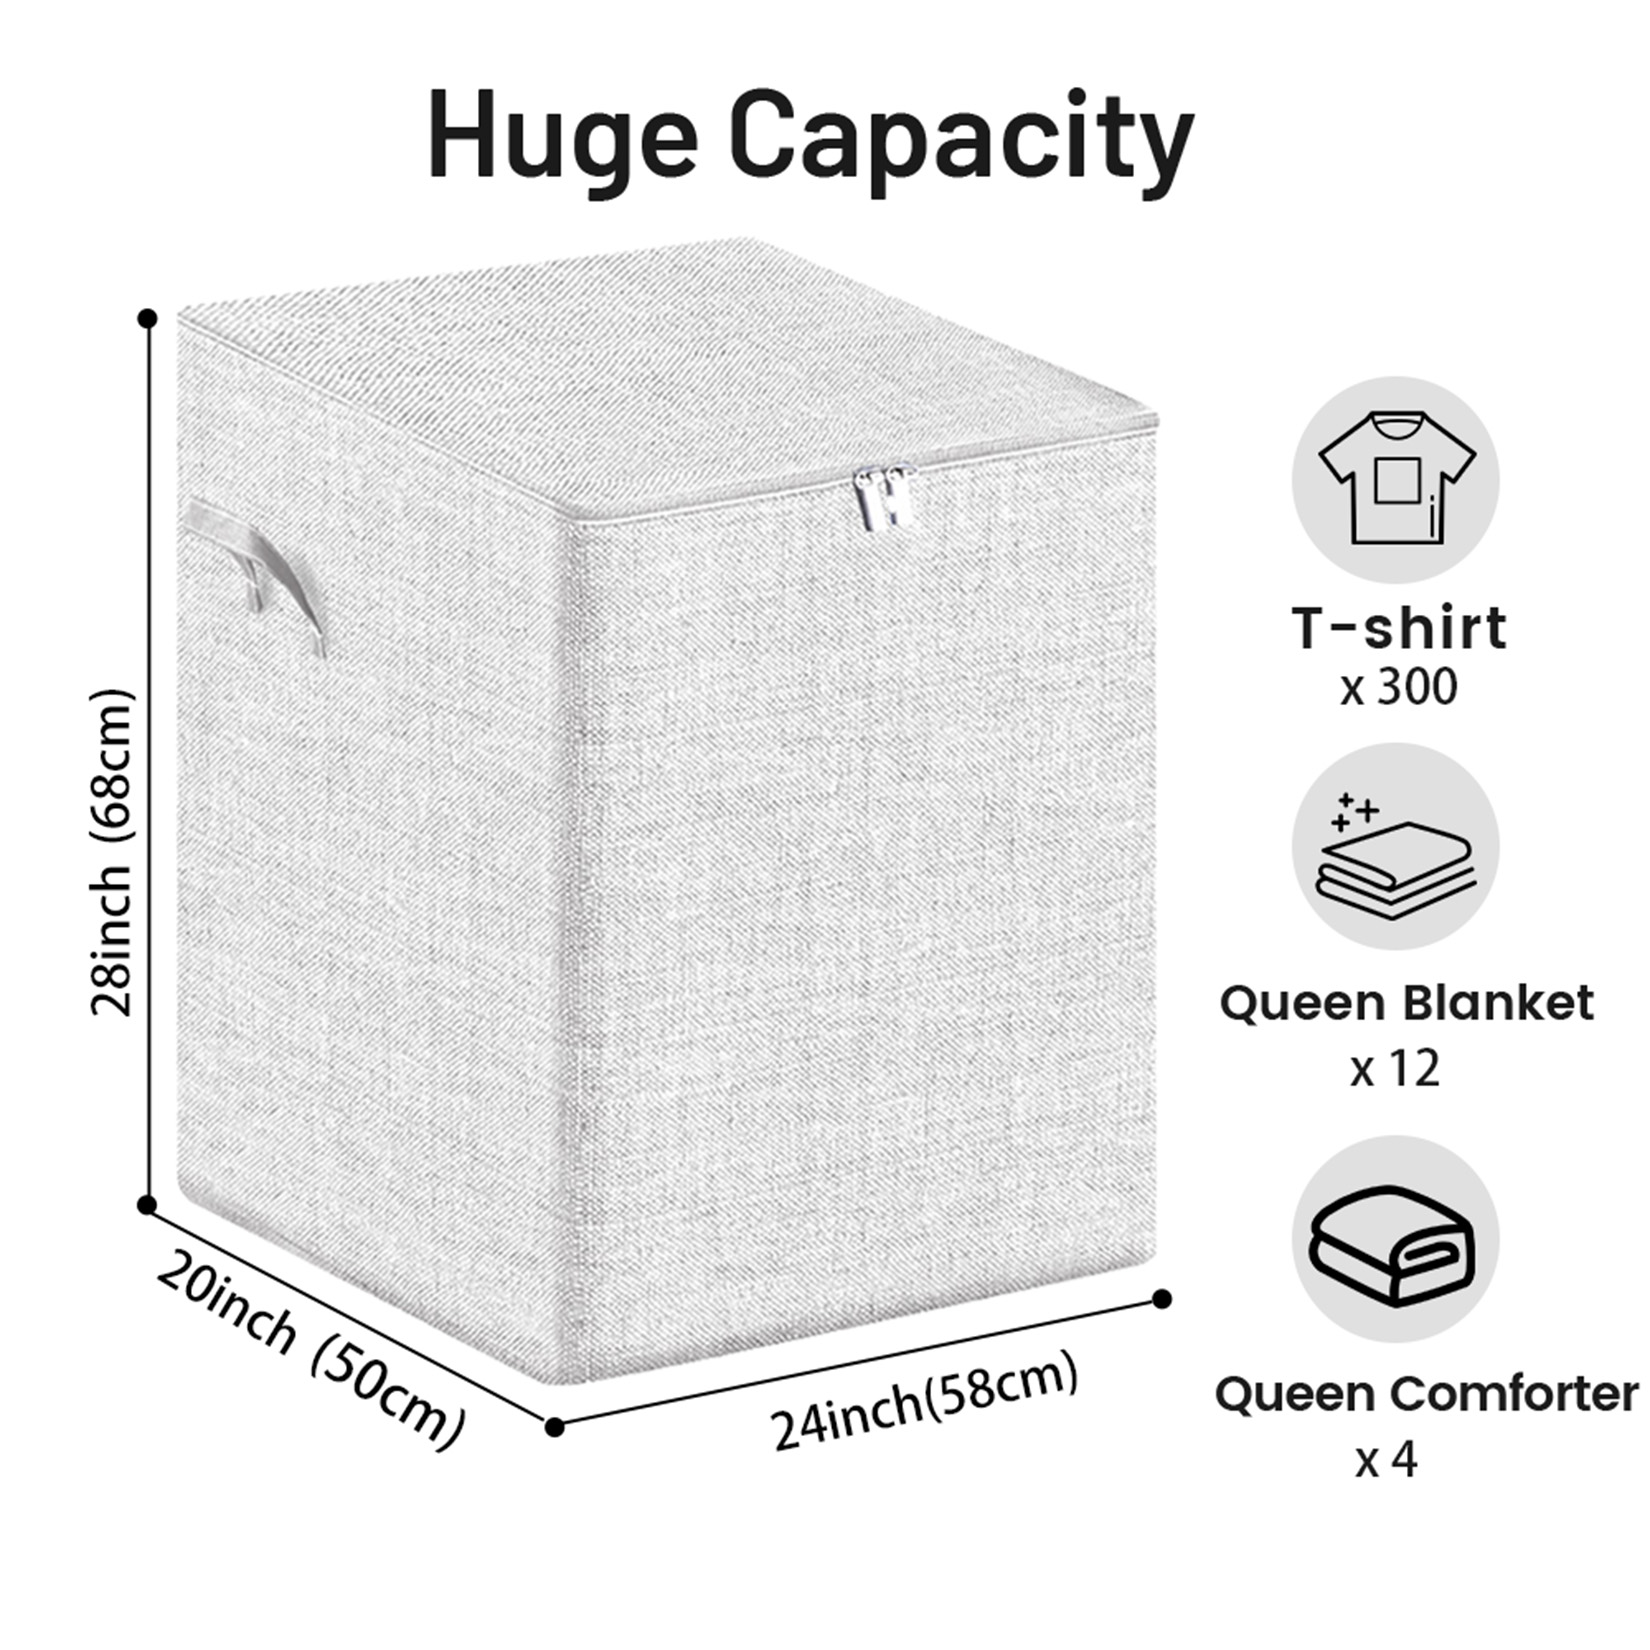 Huge Capacity
28inch (68cm)
20inch (50cm)
24inch(58cm)
T-shirt
x 300
Queen Blanket
x 12
Queen Comforter
x 4